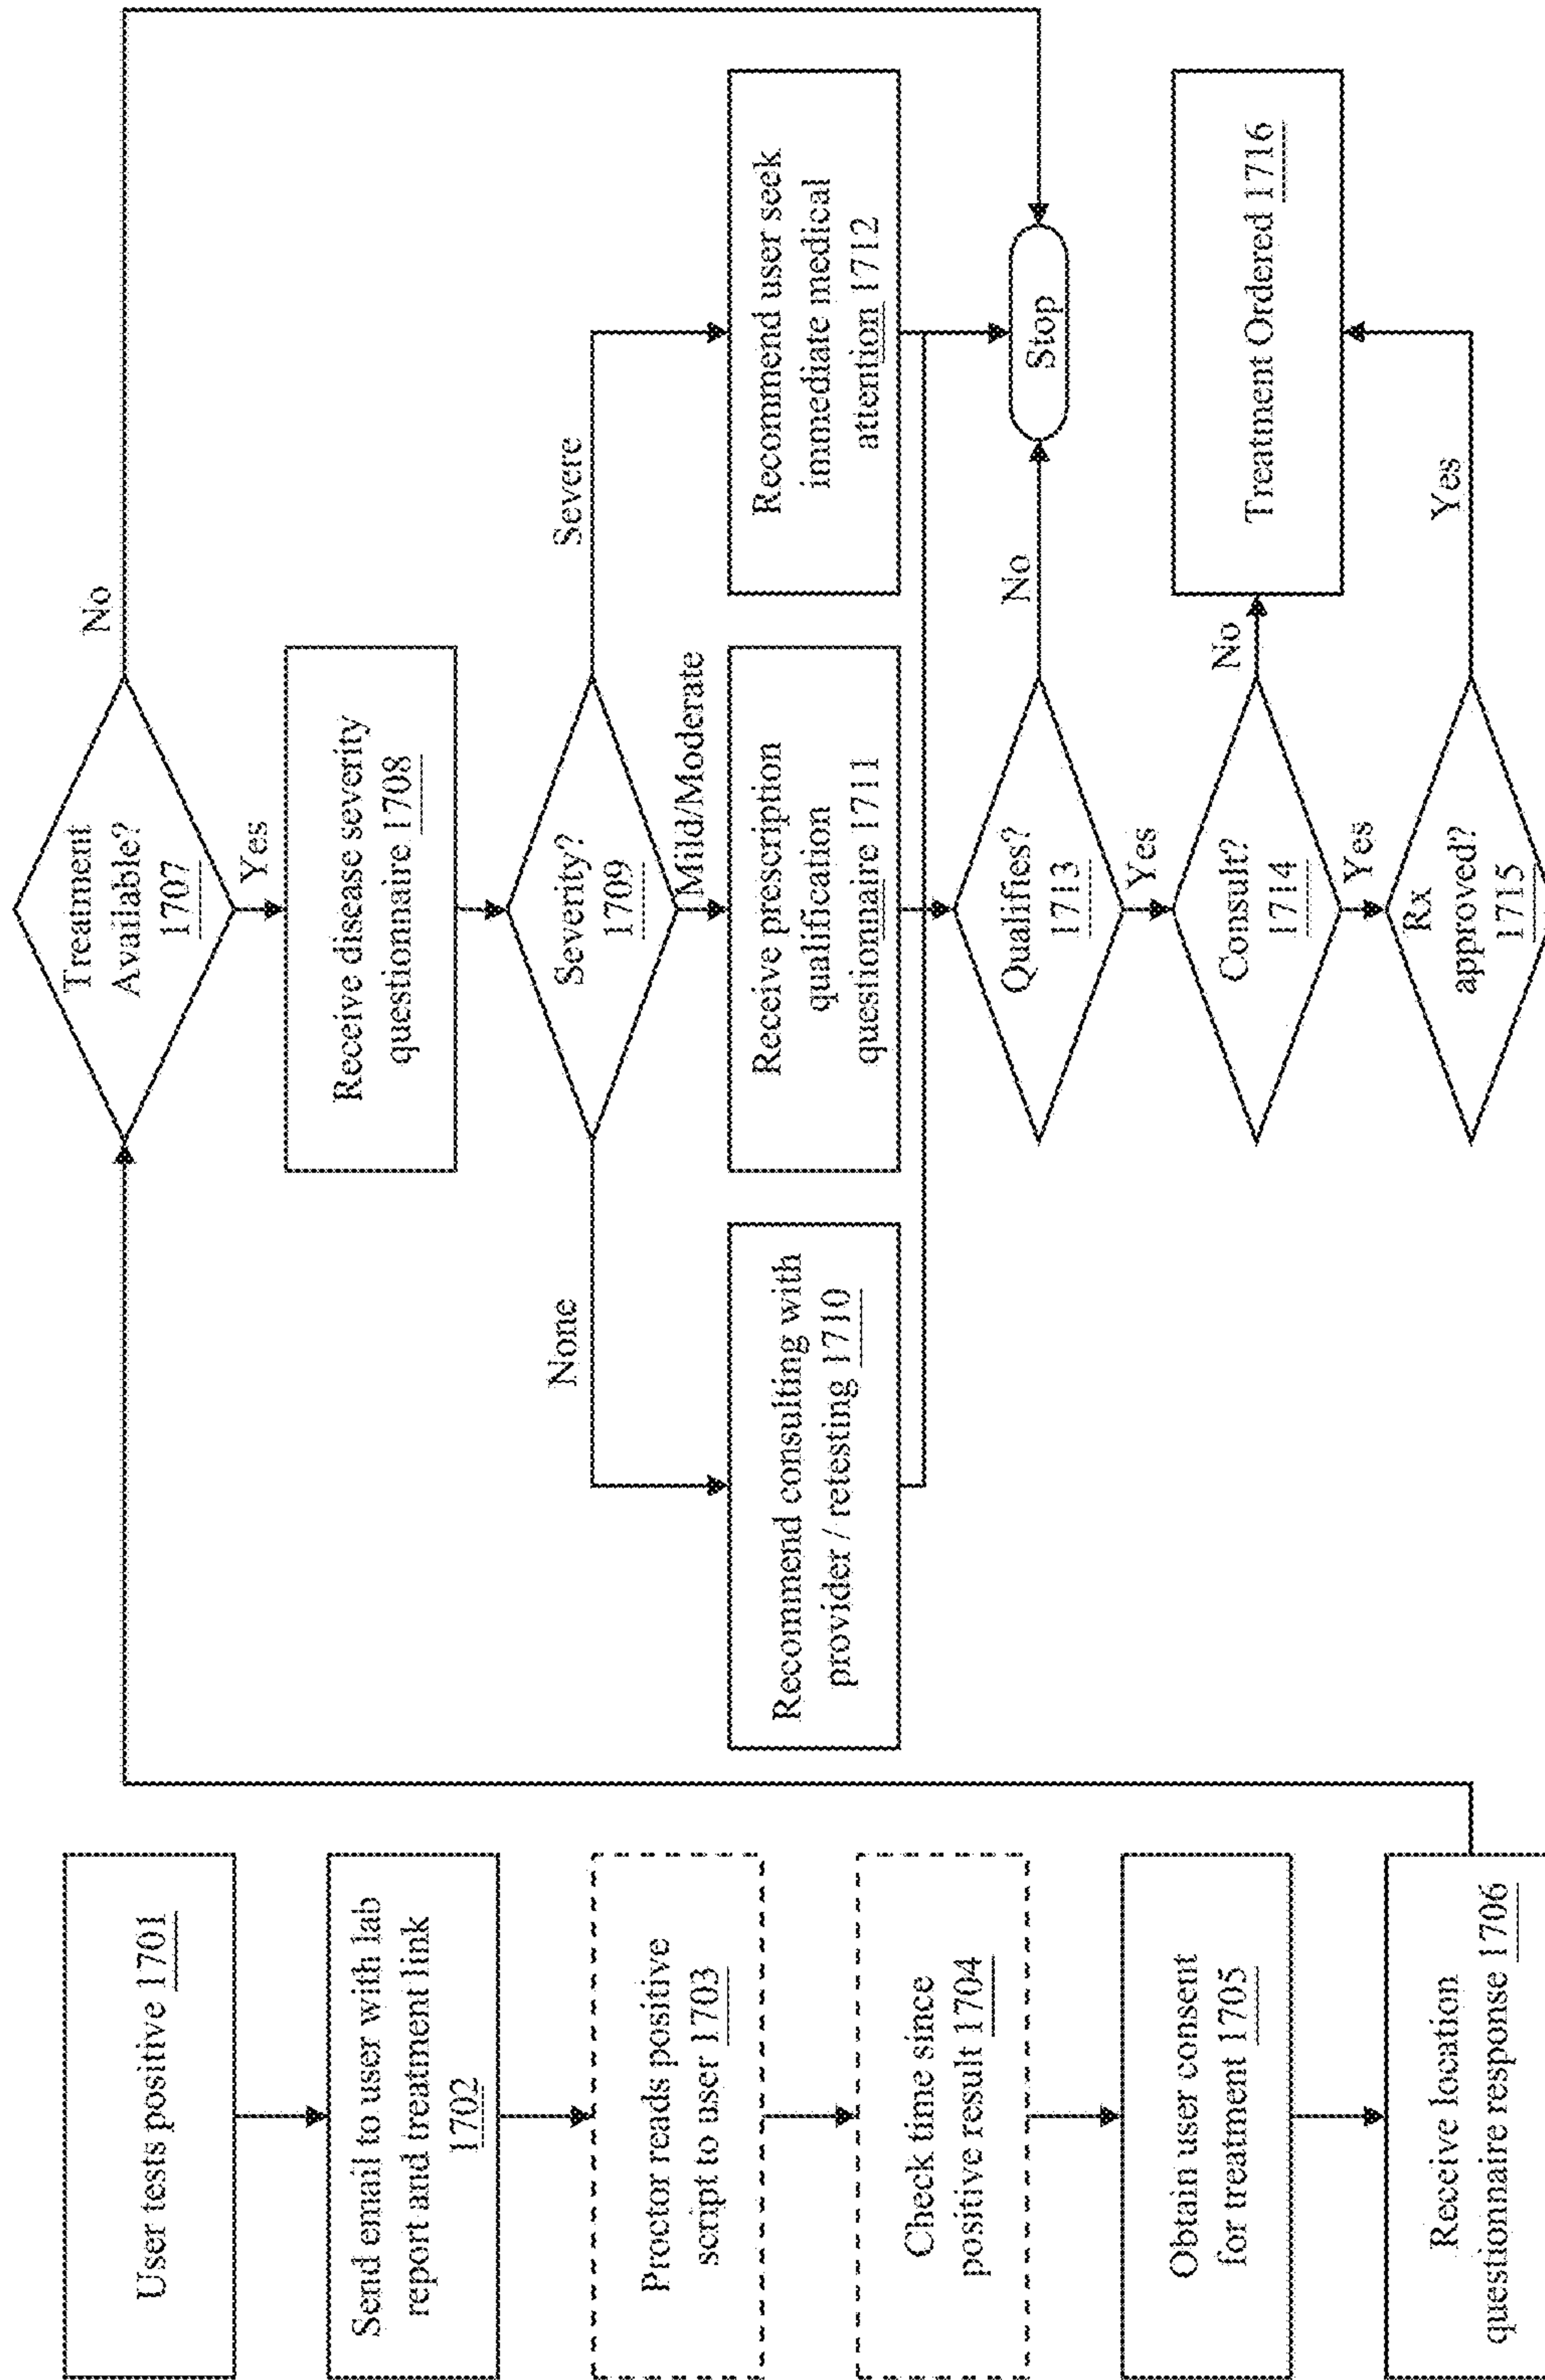 User tests positive 1701
Send email to user with lab
report and treatment link
1702
Proctor reads positive
script to user 1703
Check time since
positive result 1704
Obtain user consent
for treatment 1705
Receive location
questionnaire response 1706
Treatment
Available?
1707
No
Yes
Receive disease severity
questionnaire 1708
Severity?
1709
None
Mild/Moderate
Severe
Recommend consulting with
provider / retesting 1710
Receive prescription
qualification
questionnaire 1711
Recommend user seek
immediate medical
attention 1712
Qualifies?
1713
No
Stop
Yes
Consult?
1714
No
Treatment Ordered 1716
Yes
Rx
approved?
1715
Yes